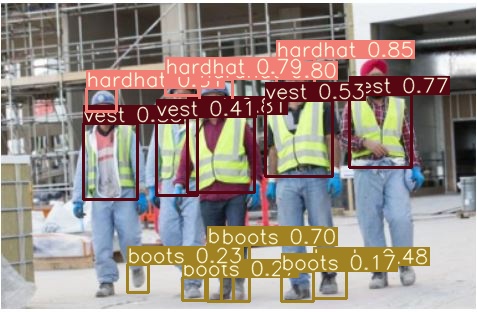 hardhat 0.85
hardhat 0.79
hardhat 0.80
vest 0.77
vest 0.53
vest 0.41
vest 0.
boots 0.70
boots 0.23
0.48
boots 0.17
boots 0.2